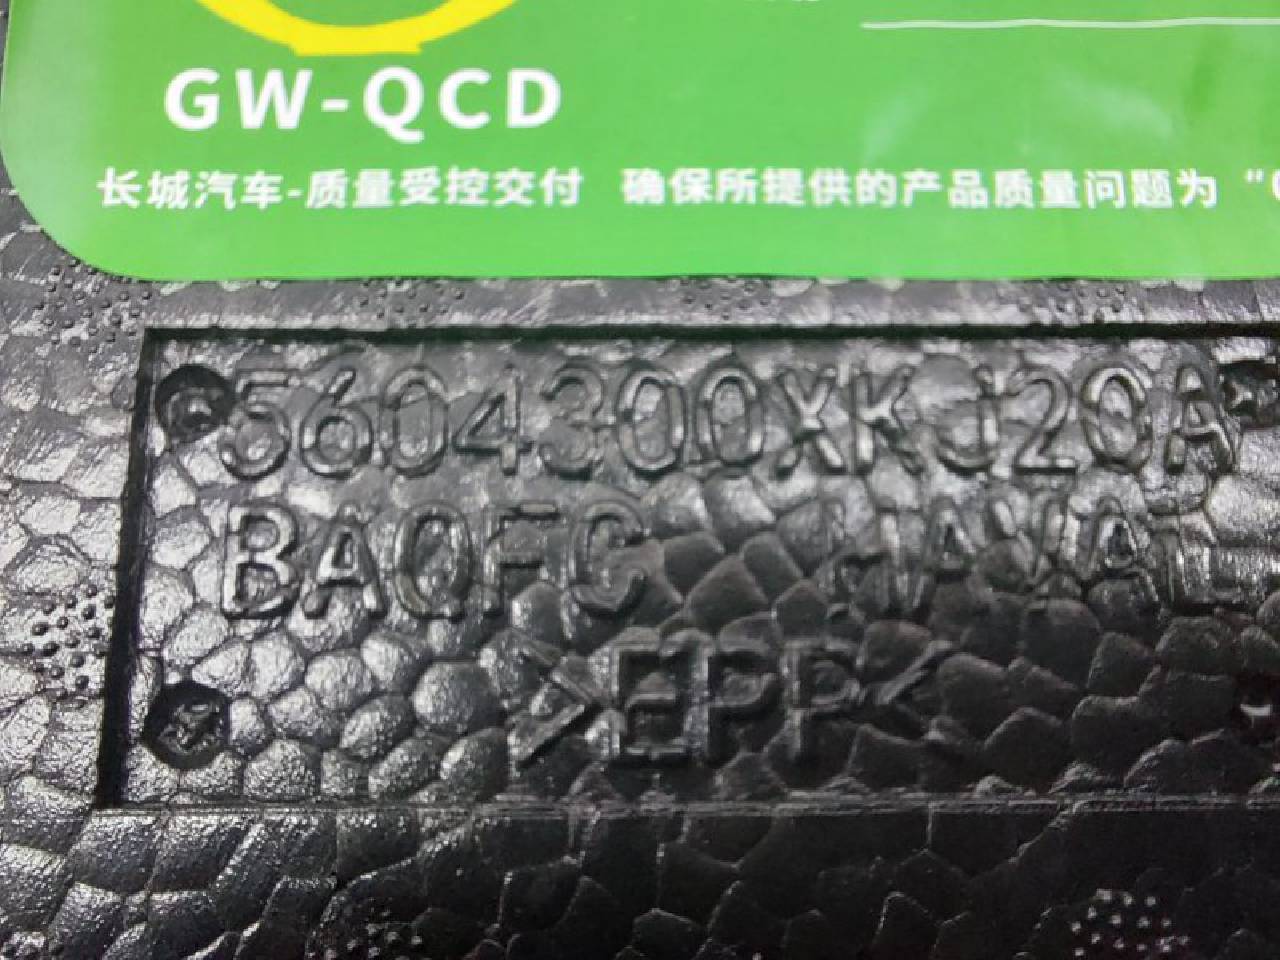 GW-QCD
长城汽车-质量受控交付 确保所提供的产品质量问题为 "
5604300XKJ20A
BAQFC HAVAL
>EPP<